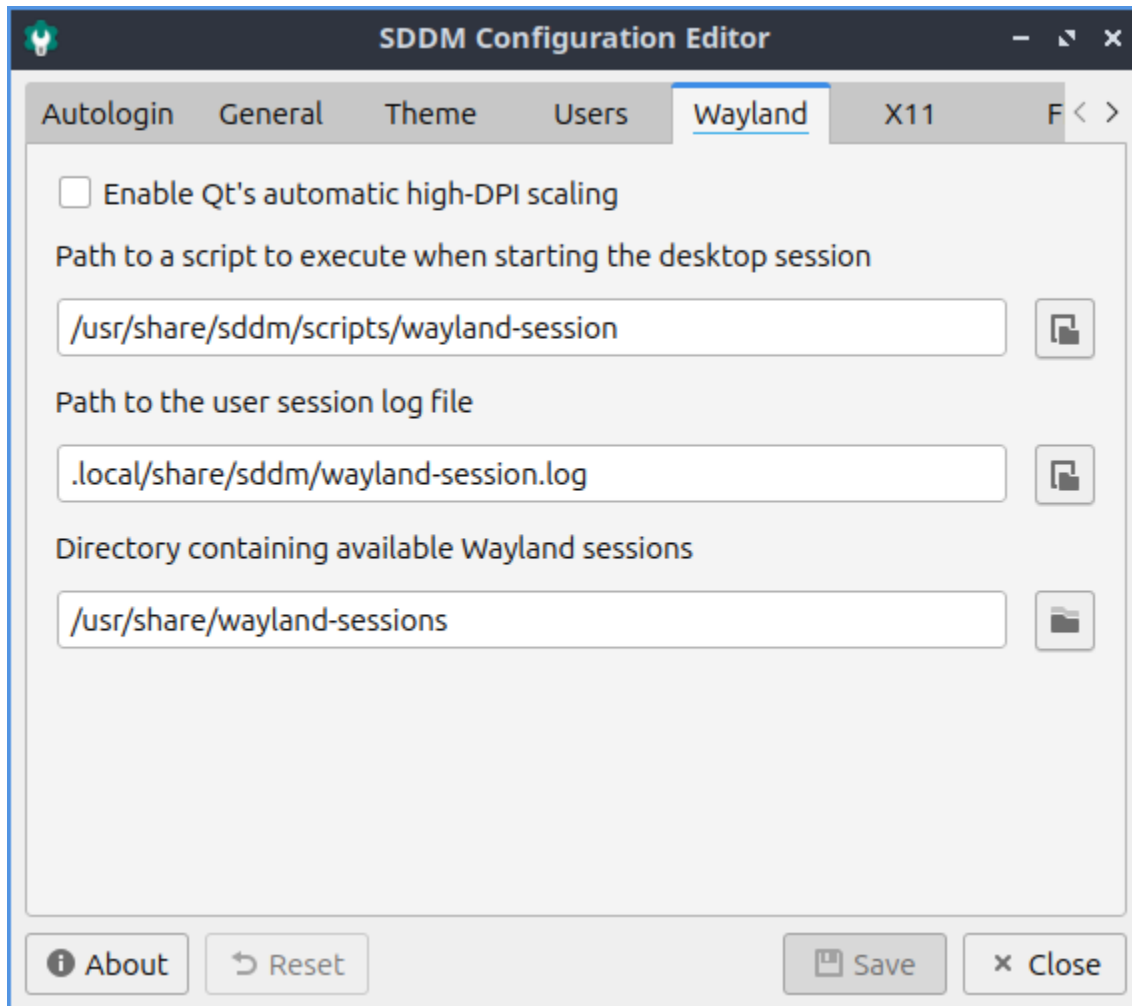 SDDM Configuration Editor
Autologin General Theme Users Wayland X11 F
Enable Qt's automatic high-DPI scaling
Path to a script to execute when starting the desktop session
/usr/share/sddm/scripts/wayland-session
Path to the user session log file
.local/share/sddm/wayland-session.log
Directory containing available Wayland sessions
/usr/share/wayland-sessions
About Reset Save Close